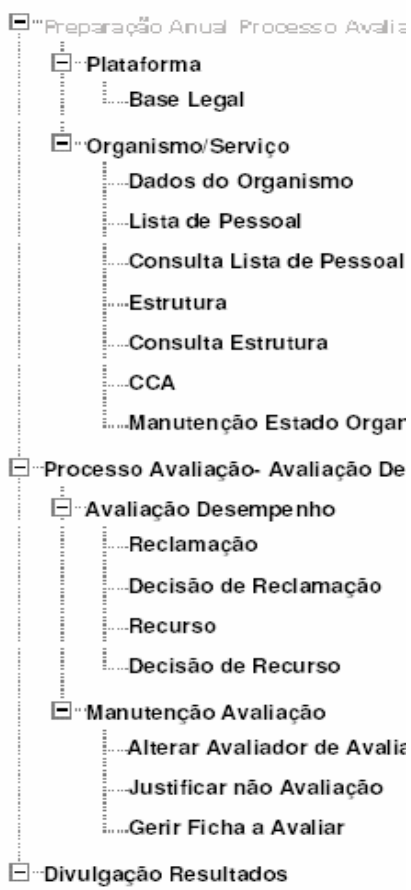 Preparação Anual Processo Avalia
Plataforma
Base Legal
Organismo/Serviço
Dados do Organismo
Lista de Pessoal
Consulta Lista de Pessoal
Estrutura
Consulta Estrutura
CCA
Manutenção Estado Organ
Processo Avaliação- Avaliação De
Avaliação Desempenho
Reclamação
Decisão de Reclamação
Recurso
Decisão de Recurso
Manutenção Avaliação
Alterar Avaliador de Avalia
Justificar não Avaliação
Gerir Ficha a Avaliar
Divulgação Resultados